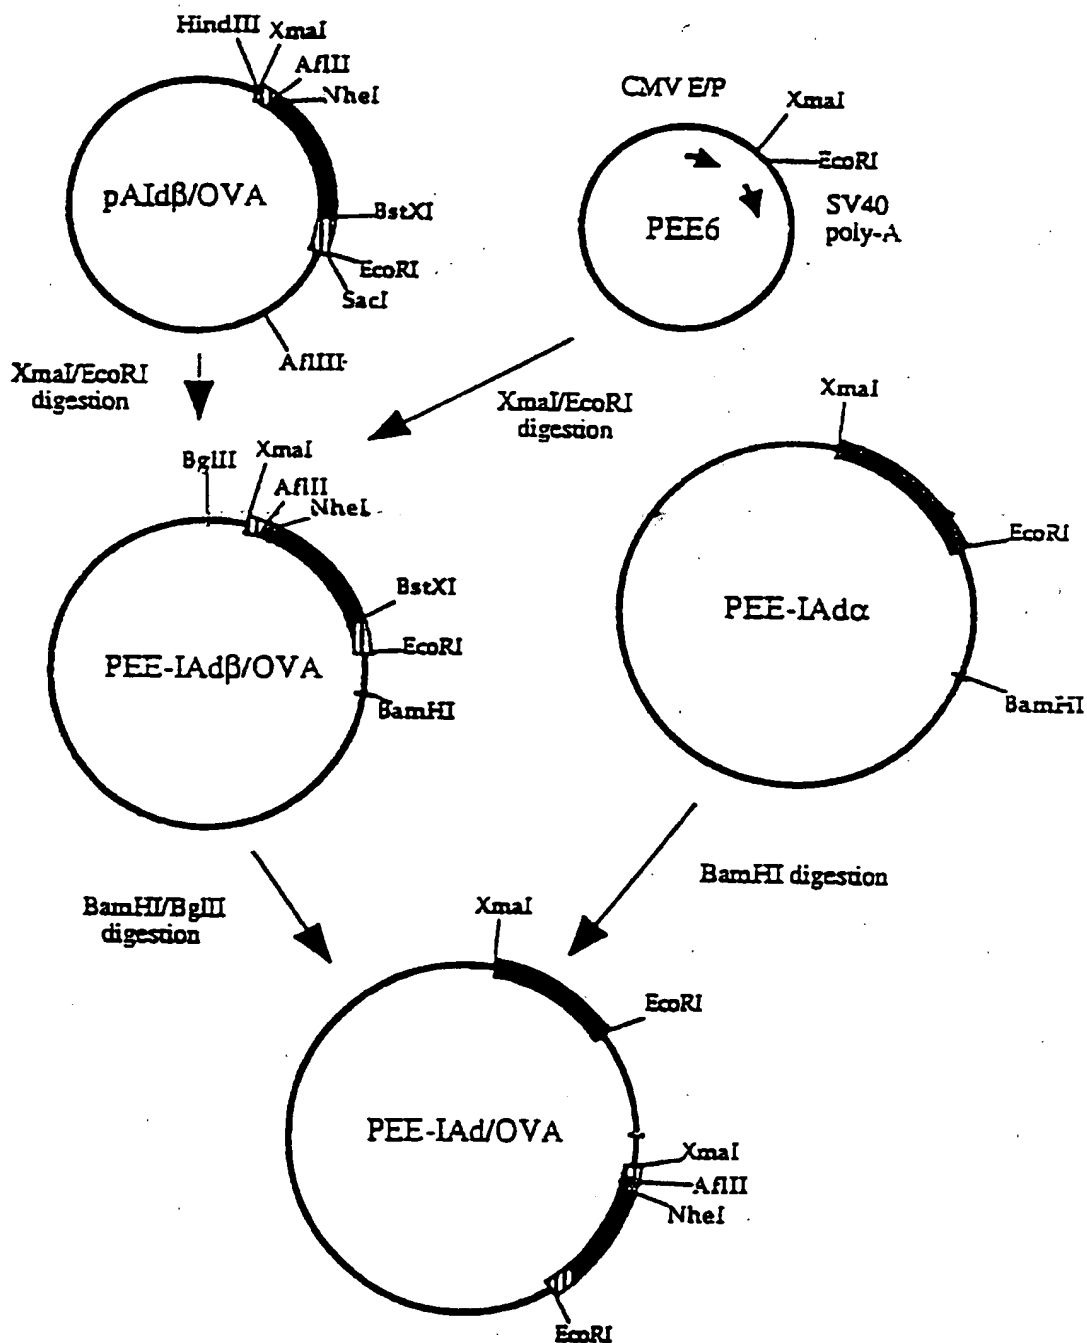 HindIII
XmaI
AflII
NheI
pAIdβ/OVA
BstXI
EcoRI
SacI
AflIII
CMV E/P
XmaI
EcoRI
PEE6
SV40
poly-A
XmaI/EcoRI
digestion
XmaI/EcoRI
digestion
BglII
XmaI
AflII
NheI
BstXI
EcoRI
PEE-IAdβ/OVA
BamHI
XmaI
EcoRI
PEE-IAdα
BamHI
BamHI/BglII
digestion
BamHI digestion
XmaI
EcoRI
PEE-IAd/OVA
XmaI
AflII
NheI
EcoRI